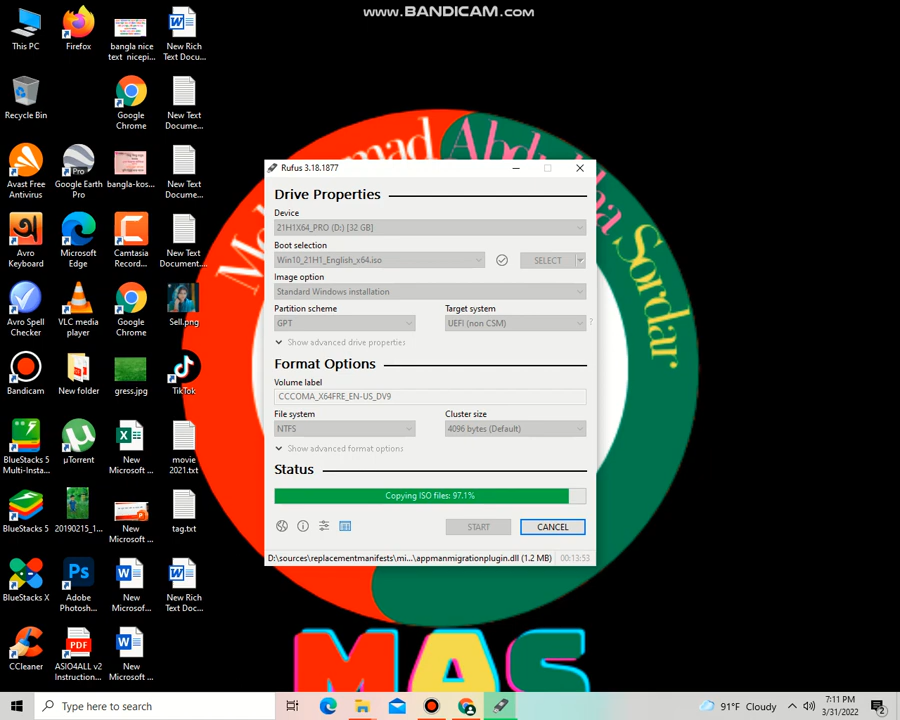 www.BANDICAM.com
This PC
Firefox
bangla nice
text nicepi...
New Rich
Text Docu...
Recycle Bin
Google
Chrome
New Text
Docume...
Avast Free
Antivirus
Google Earth
Pro
bangla-kos...
New Text
Docume...
Avro
Keyboard
Microsoft
Edge
Camtasia
Record...
New Text
Document....
Avro Spell
Checker
VLC media
player
Google
Chrome
Sell.png
Bandicam
New folder
gress.jpg
TikTok
BlueStacks 5
Multi-Insta...
µTorrent
New
Microsoft ...
movie
2021.txt
BlueStacks 5
20190215_1...
New
Microsoft ...
tag.txt
BlueStacks X
Adobe
Photosh...
New
Microsof...
New Rich
Text Doc...
CCleaner
ASIO4ALL v2
Instruction...
New
Microsoft ...
Abdullha Sordar
Rufus 3.18.1877
Drive Properties
Device
21H1X64_PRO (D:) [32 GB]
Boot selection
Win10_21H1_English_x64.iso
SELECT
Image option
Standard Windows installation
Partition scheme
Target system
GPT
UEFI (non CSM)
?
Show advanced drive properties
Format Options
Volume label
CCCOMA_X64FRE_EN-US_DV9
File system
Cluster size
NTFS
4096 bytes (Default)
Show advanced format options
Status
Copying ISO files: 97.1%
START
CANCEL
D:\sources\replacementmanifests\mi...\appmanmigrationplugin.dll (1.2 MB)
00:13:53
MAS
Type here to search
91°F Cloudy
7:11 PM
3/31/2022
2